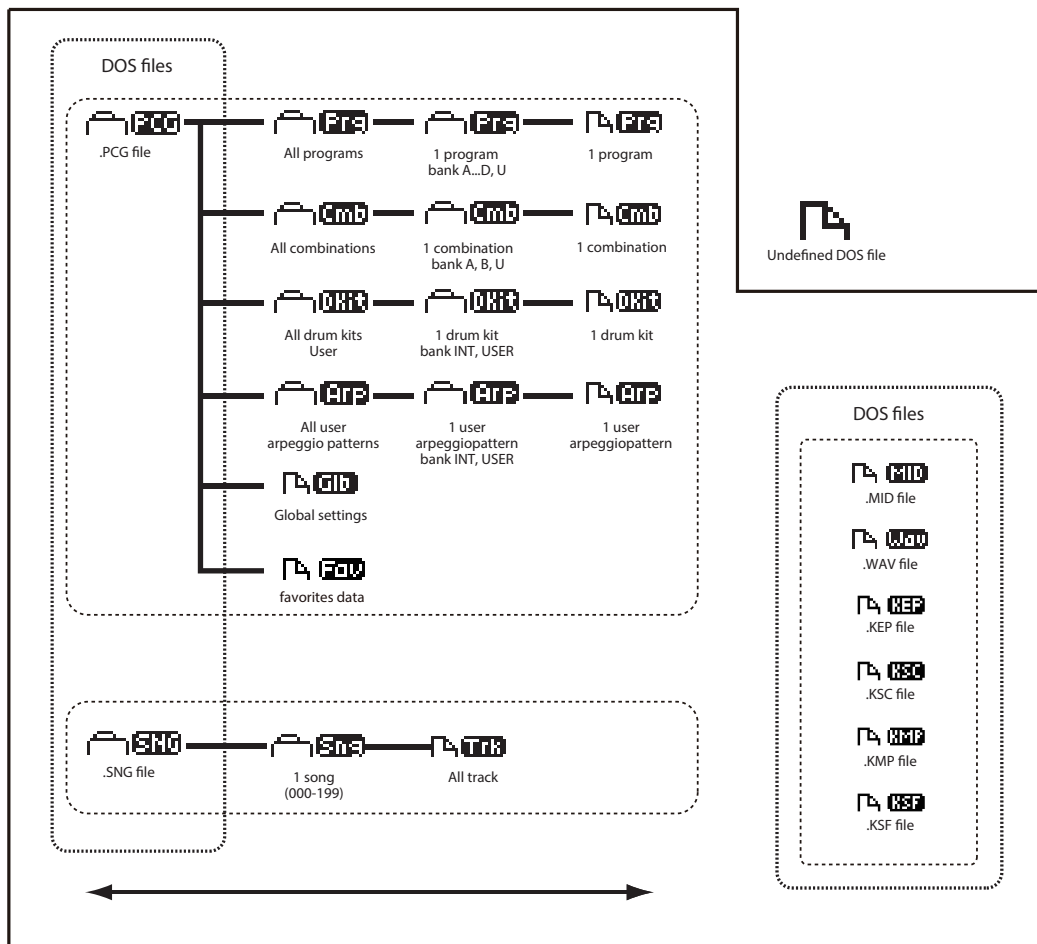 DOS files
PCG
.PCG file
Prg
All programs
Prg
1 program
bank A...D, U
Prg
1 program
Cmb
All combinations
Cmb
1 combination
bank A, B, U
Cmb
1 combination
DKit
All drum kits
User
DKit
1 drum kit
bank INT, USER
DKit
1 drum kit
Arp
All user
arpeggio patterns
Arp
1 user
arpeggiopattern
bank INT, USER
Arp
1 user
arpeggiopattern
Glb
Global settings
Fav
favorites data
SNG
.SNG file
Sng
1 song
(000-199)
Trk
All track
Undefined DOS file
DOS files
MID
.MID file
Wav
.WAV file
KEP
.KEP file
KSC
.KSC file
KMP
.KMP file
KSF
.KSF file